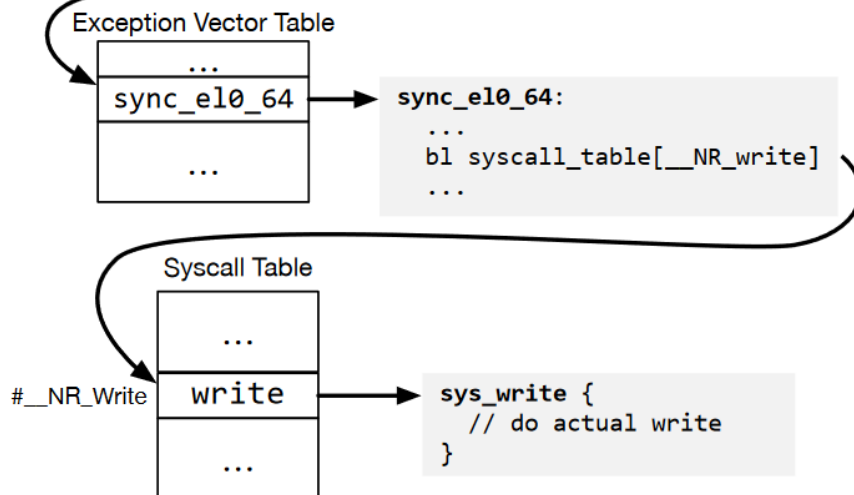 Exception Vector Table
...
sync_el0_64
...
sync_el0_64:
...
bl syscall_table[__NR_write]
...
Syscall Table
...
#__NR_Write
write
...
sys_write {
// do actual write
}